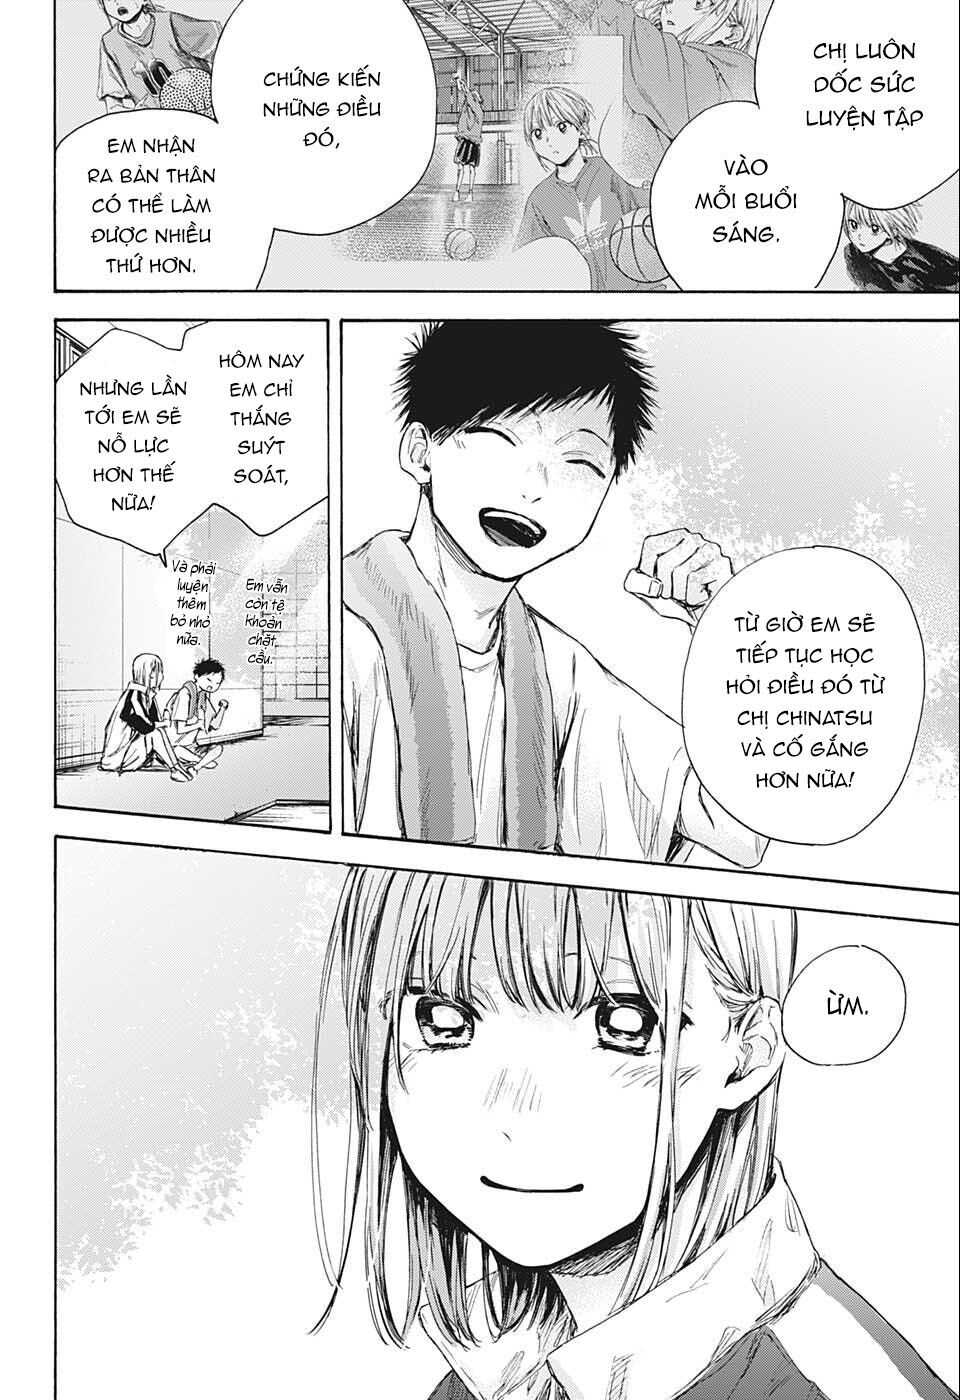 CHỊ LUÔN
DỐC SỨC
LUYỆN TẬP
VÀO
MỖI BUỔI
SÁNG.
CHỨNG KIẾN
NHỮNG ĐIỀU
ĐÓ,
EM NHẬN
RA BẢN THÂN
CÓ THỂ LÀM
ĐƯỢC NHIỀU
THỨ HƠN.
TỪ GIỜ EM SẼ
TIẾP TỤC HỌC
HỎI ĐIỀU ĐÓ TỪ
CHỊ CHINATSU
VÀ CỐ GẮNG
HƠN NỮA!
HÔM NAY
EM CHỈ
THẮNG
SUÝT
SOÁT,
NHƯNG LẦN
TỚI EM SẼ
NỖ LỰC
HƠN THẾ
NỮA!
Em vẫn
còn tệ
khoản
chặt
cầu.
Và phải
luyện
thêm
bỏ nhỏ
nữa.
ỪM.